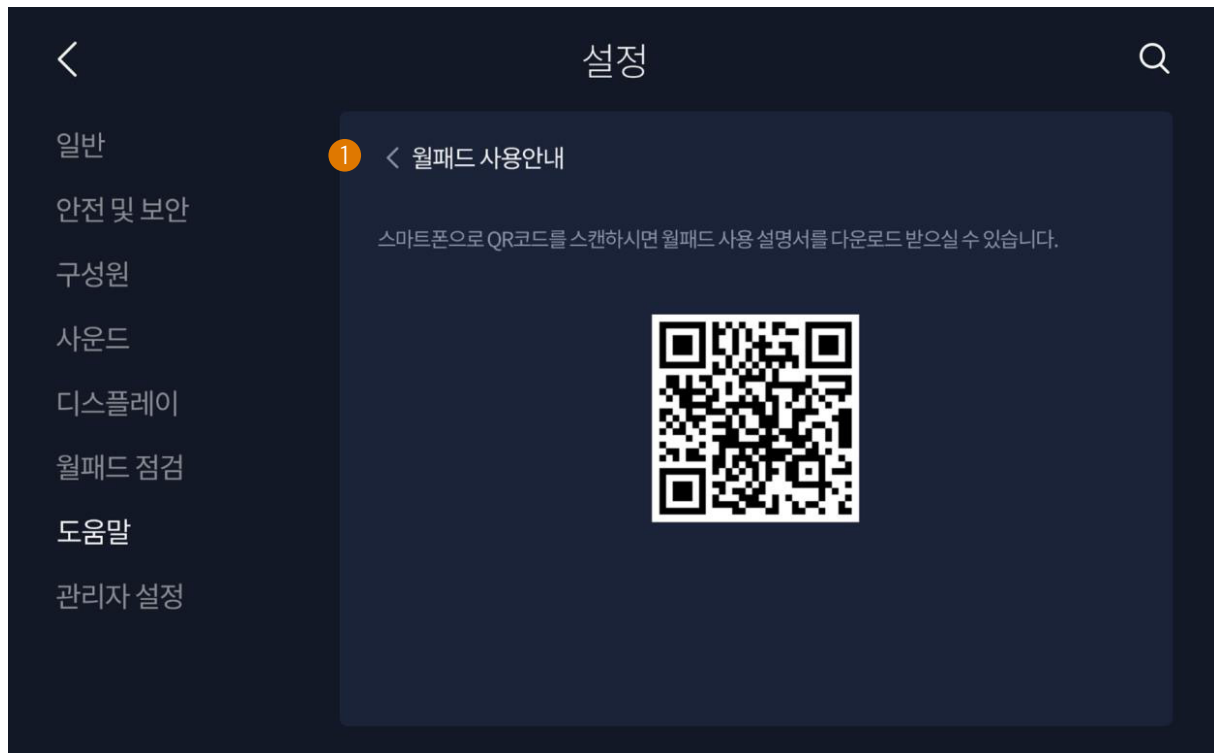 설정
일반
안전 및 보안
구성원
사운드
디스플레이
월패드 점검
도움말
관리자 설정
1
월패드 사용안내
스마트폰으로 QR코드를 스캔하시면 월패드 사용 설명서를 다운로드 받으실 수 있습니다.